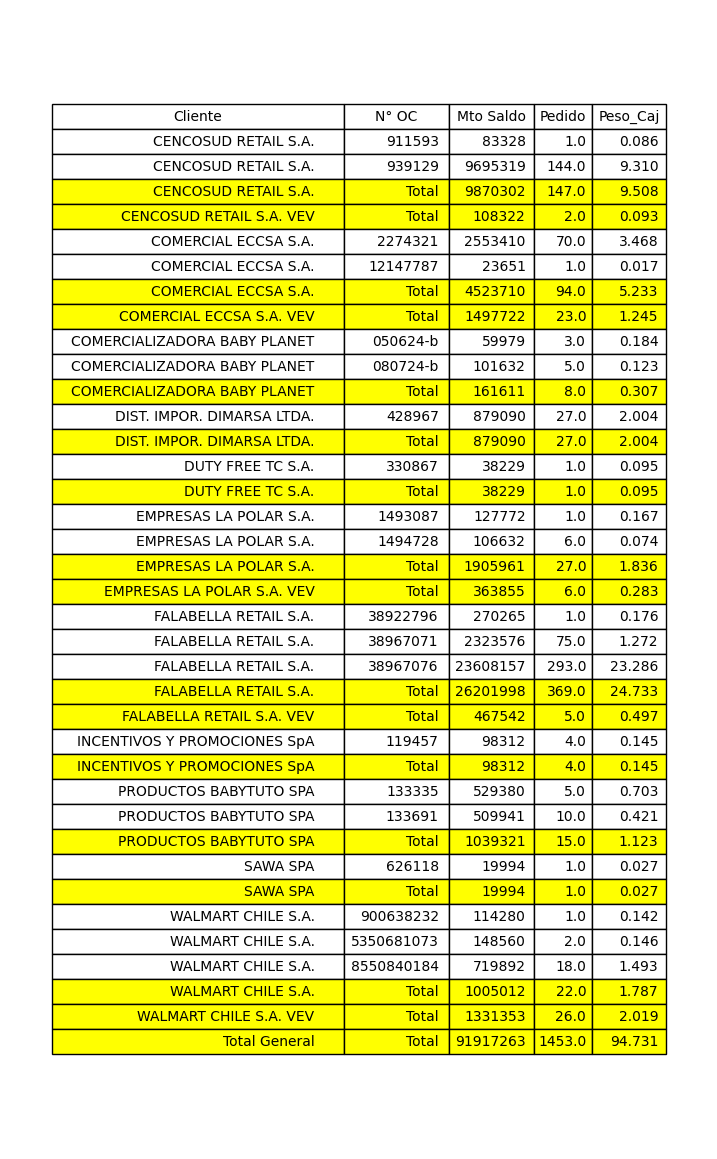 Cliente N° OC Mto Saldo Pedido Peso_Caj
CENCOSUD RETAIL S.A. 911593 83328 1.0 0.086
CENCOSUD RETAIL S.A. 939129 9695319 144.0 9.310
CENCOSUD RETAIL S.A. Total 9870302 147.0 9.508
CENCOSUD RETAIL S.A. VEV Total 108322 2.0 0.093
COMERCIAL ECCSA S.A. 2274321 2553410 70.0 3.468
COMERCIAL ECCSA S.A. 12147787 23651 1.0 0.017
COMERCIAL ECCSA S.A. Total 4523710 94.0 5.233
COMERCIAL ECCSA S.A. VEV Total 1497722 23.0 1.245
COMERCIALIZADORA BABY PLANET 050624-b 59979 3.0 0.184
COMERCIALIZADORA BABY PLANET 080724-b 101632 5.0 0.123
COMERCIALIZADORA BABY PLANET Total 161611 8.0 0.307
DIST. IMPOR. DIMARSA LTDA. 428967 879090 27.0 2.004
DIST. IMPOR. DIMARSA LTDA. Total 879090 27.0 2.004
DUTY FREE TC S.A. 330867 38229 1.0 0.095
DUTY FREE TC S.A. Total 38229 1.0 0.095
EMPRESAS LA POLAR S.A. 1493087 127772 1.0 0.167
EMPRESAS LA POLAR S.A. 1494728 106632 6.0 0.074
EMPRESAS LA POLAR S.A. Total 1905961 27.0 1.836
EMPRESAS LA POLAR S.A. VEV Total 363855 6.0 0.283
FALABELLA RETAIL S.A. 38922796 270265 1.0 0.176
FALABELLA RETAIL S.A. 38967071 2323576 75.0 1.272
FALABELLA RETAIL S.A. 38967076 23608157 293.0 23.286
FALABELLA RETAIL S.A. Total 26201998 369.0 24.733
FALABELLA RETAIL S.A. VEV Total 467542 5.0 0.497
INCENTIVOS Y PROMOCIONES SpA 119457 98312 4.0 0.145
INCENTIVOS Y PROMOCIONES SpA Total 98312 4.0 0.145
PRODUCTOS BABYTUTO SPA 133335 529380 5.0 0.703
PRODUCTOS BABYTUTO SPA 133691 509941 10.0 0.421
PRODUCTOS BABYTUTO SPA Total 1039321 15.0 1.123
SAWA SPA 626118 19994 1.0 0.027
SAWA SPA Total 19994 1.0 0.027
WALMART CHILE S.A. 900638232 114280 1.0 0.142
WALMART CHILE S.A. 5350681073 148560 2.0 0.146
WALMART CHILE S.A. 8550840184 719892 18.0 1.493
WALMART CHILE S.A. Total 1005012 22.0 1.787
WALMART CHILE S.A. VEV Total 1331353 26.0 2.019
Total General Total 91917263 1453.0 94.731